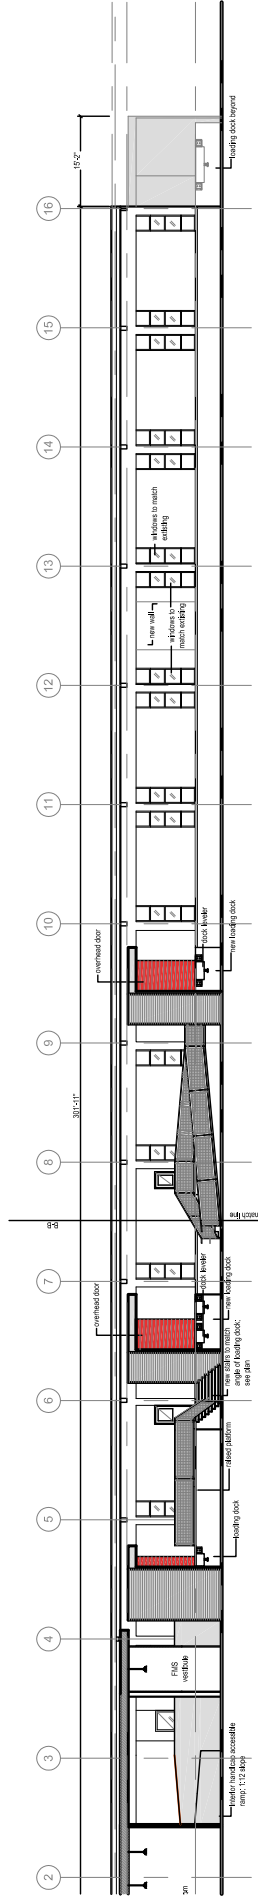 2
3
4
5
6
7
8
9
10
11
12
13
14
15
16
301'-11"
15'-2"
B-B
overhead door
overhead door
FMS
vestibule
new wall
windows to
match existing
windows to match
existing
interior handicap accessible
ramp: 1:12 slope
loading dock
raised platform
new stairs to match
angle of loading dock;
see plan
new loading dock
dock leveler
match line
new loading dock
dock leveler
loading dock beyond